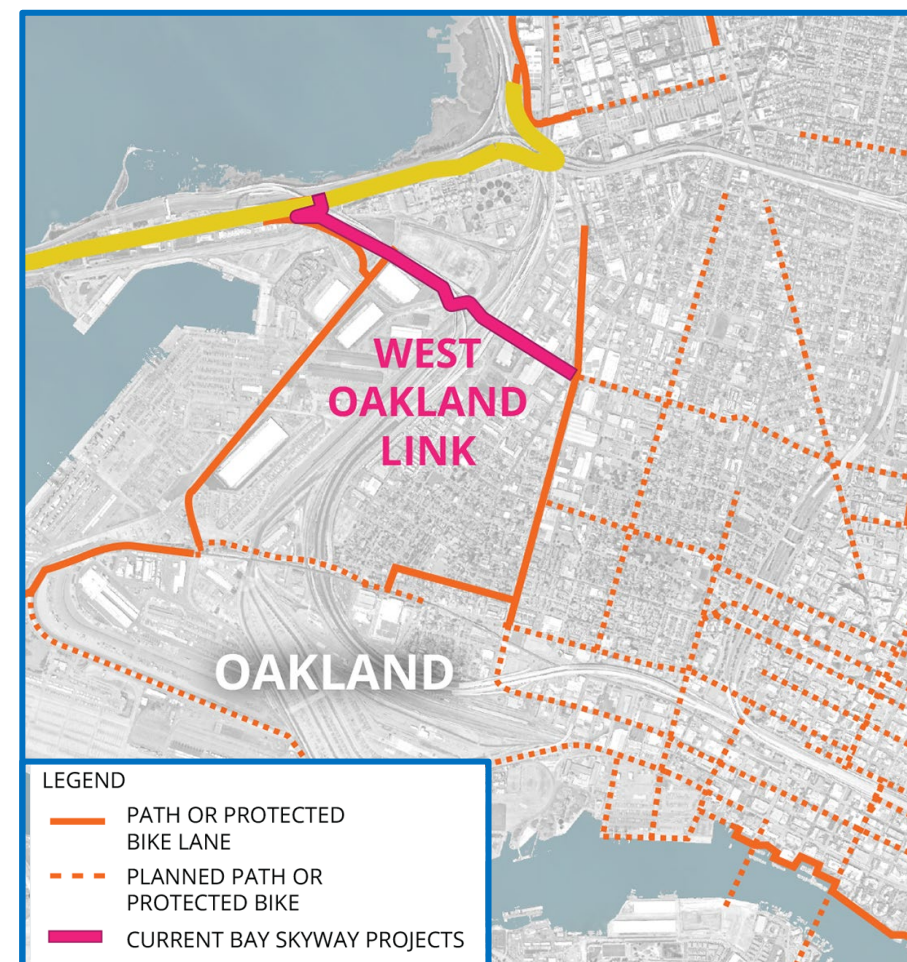 WEST
OAKLAND
LINK
OAKLAND
LEGEND
PATH OR PROTECTED
BIKE LANE
PLANNED PATH OR
PROTECTED BIKE
CURRENT BAY SKYWAY PROJECTS